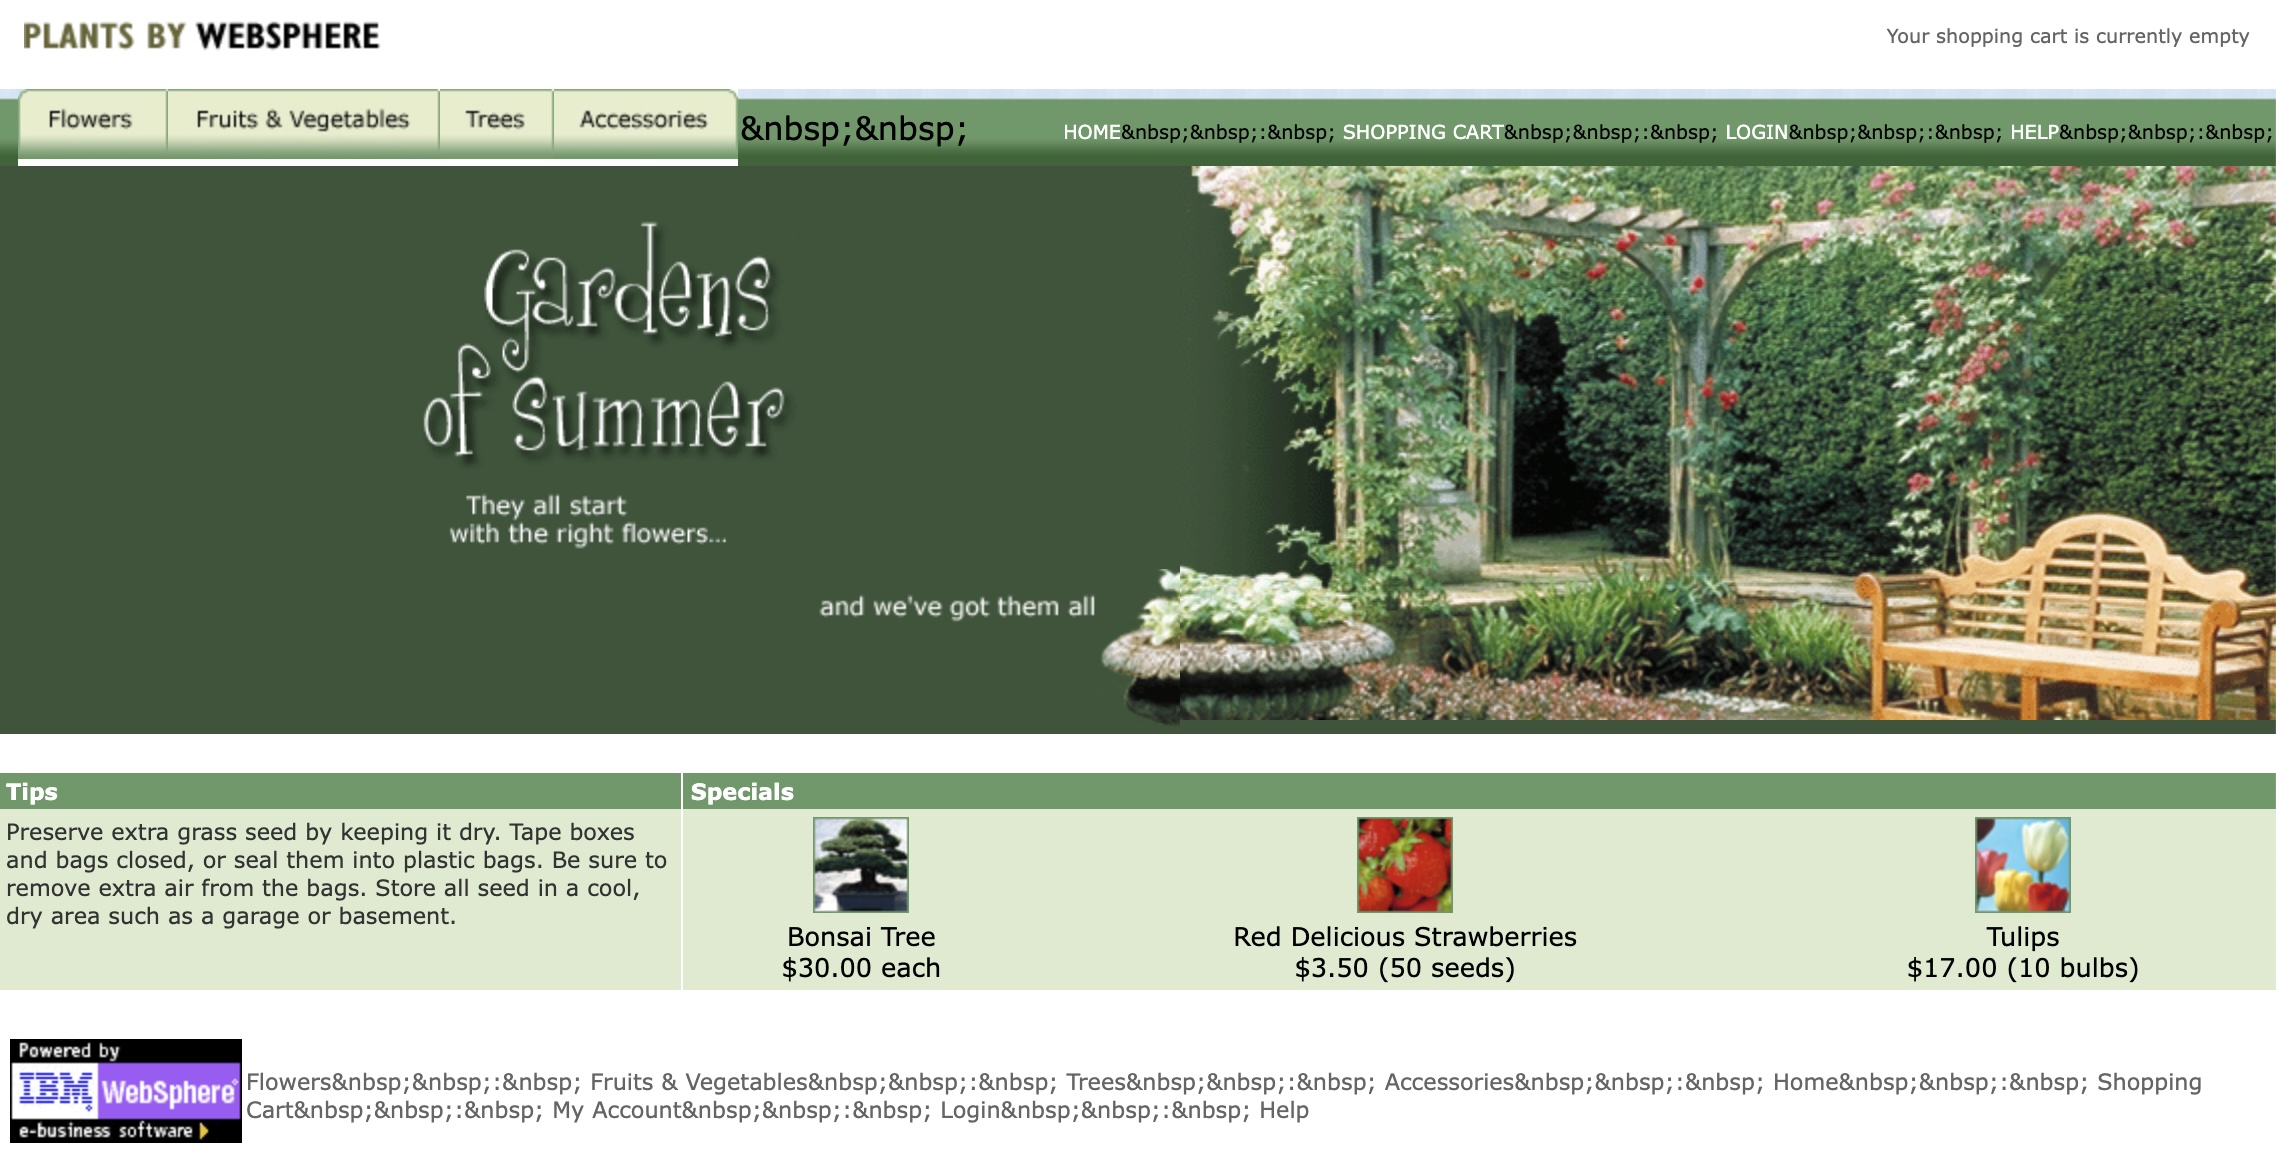 PLANTS BY WEBSPHERE
Your shopping cart is currently empty
Flowers Fruits & Vegetables Trees Accessories &nbsp;&nbsp; HOME&nbsp;&nbsp;:&nbsp; SHOPPING CART&nbsp;&nbsp;:&nbsp; LOGIN&nbsp;&nbsp;:&nbsp; HELP&nbsp;&nbsp;:&nbsp;
Gardens
of Summer
They all start
with the right flowers...
and we've got them all
Tips
Preserve extra grass seed by keeping it dry. Tape boxes
and bags closed, or seal them into plastic bags. Be sure to
remove extra air from the bags. Store all seed in a cool,
dry area such as a garage or basement.
Specials
Bonsai Tree
$30.00 each
Red Delicious Strawberries
$3.50 (50 seeds)
Tulips
$17.00 (10 bulbs)
Powered by
IBM WebSphere
e-business software
Flowers&nbsp;&nbsp;:&nbsp; Fruits & Vegetables&nbsp;&nbsp;:&nbsp; Trees&nbsp;&nbsp;:&nbsp; Accessories&nbsp;&nbsp;:&nbsp; Home&nbsp;&nbsp;:&nbsp; Shopping
Cart&nbsp;&nbsp;:&nbsp; My Account&nbsp;&nbsp;:&nbsp; Login&nbsp;&nbsp;:&nbsp; Help